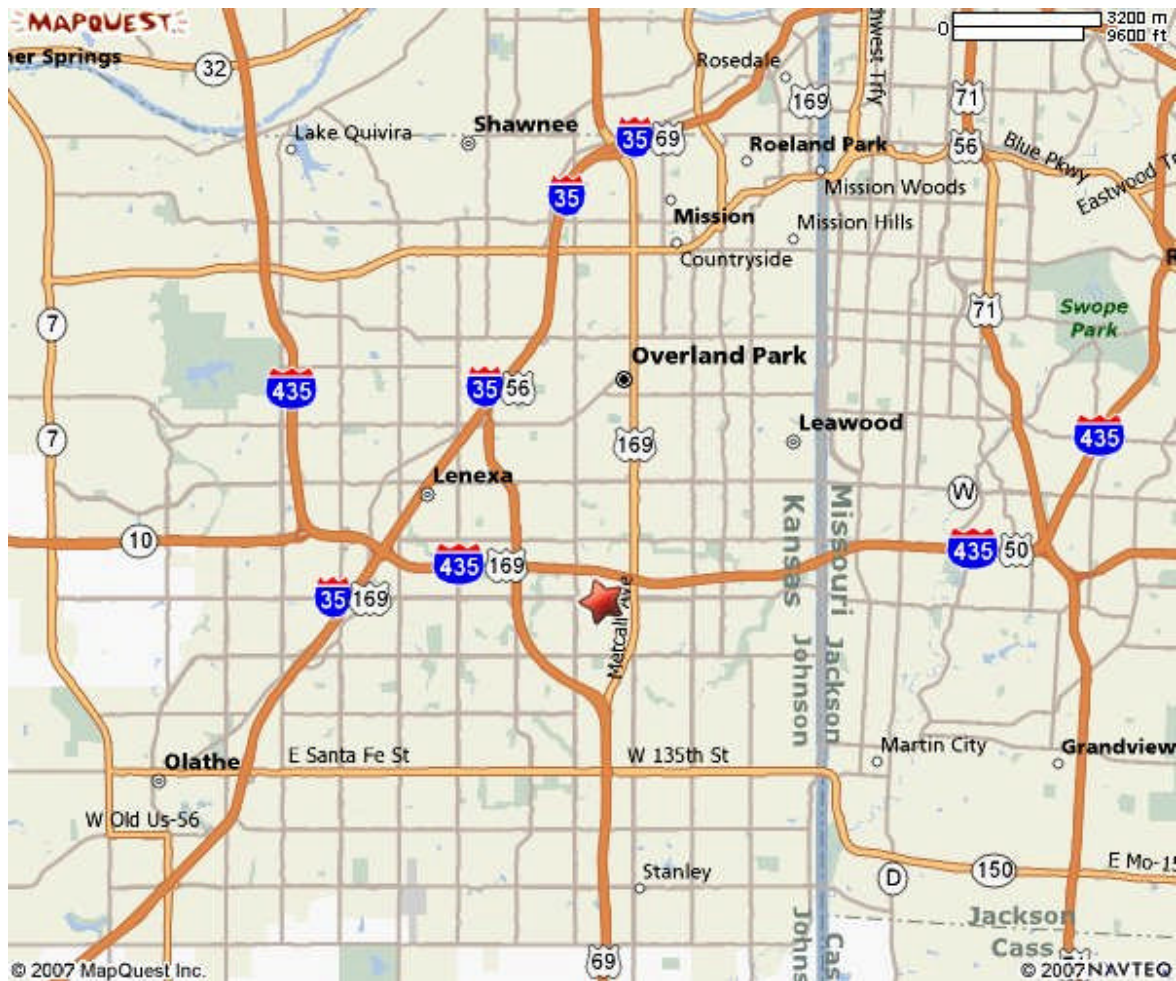 MAPQUEST
0
3200 m
9600 ft
ner Springs
32
Rosedale
169
hwest Trfy
71
Lake Quivira
Shawnee
35
69
Roeland Park
56
Blue Pkwy
35
Mission Woods
Eastwood Tr
Mission
Mission Hills
Countryside
R
7
71
Swope
Park
Overland Park
435
35
56
7
169
Leawood
435
Lenexa
W
Kansas
Missouri
10
435
169
435
50
35
169
Metcalf Ave
Johnson
Jackson
Olathe
E Santa Fe St
W 135th St
Martin City
Grandview
W Old Us-56
Stanley
D
150
E Mo-15
Jackson
Cass
Johns
Cas
69
© 2007 MapQuest Inc.
© 2007 NAVTEQ